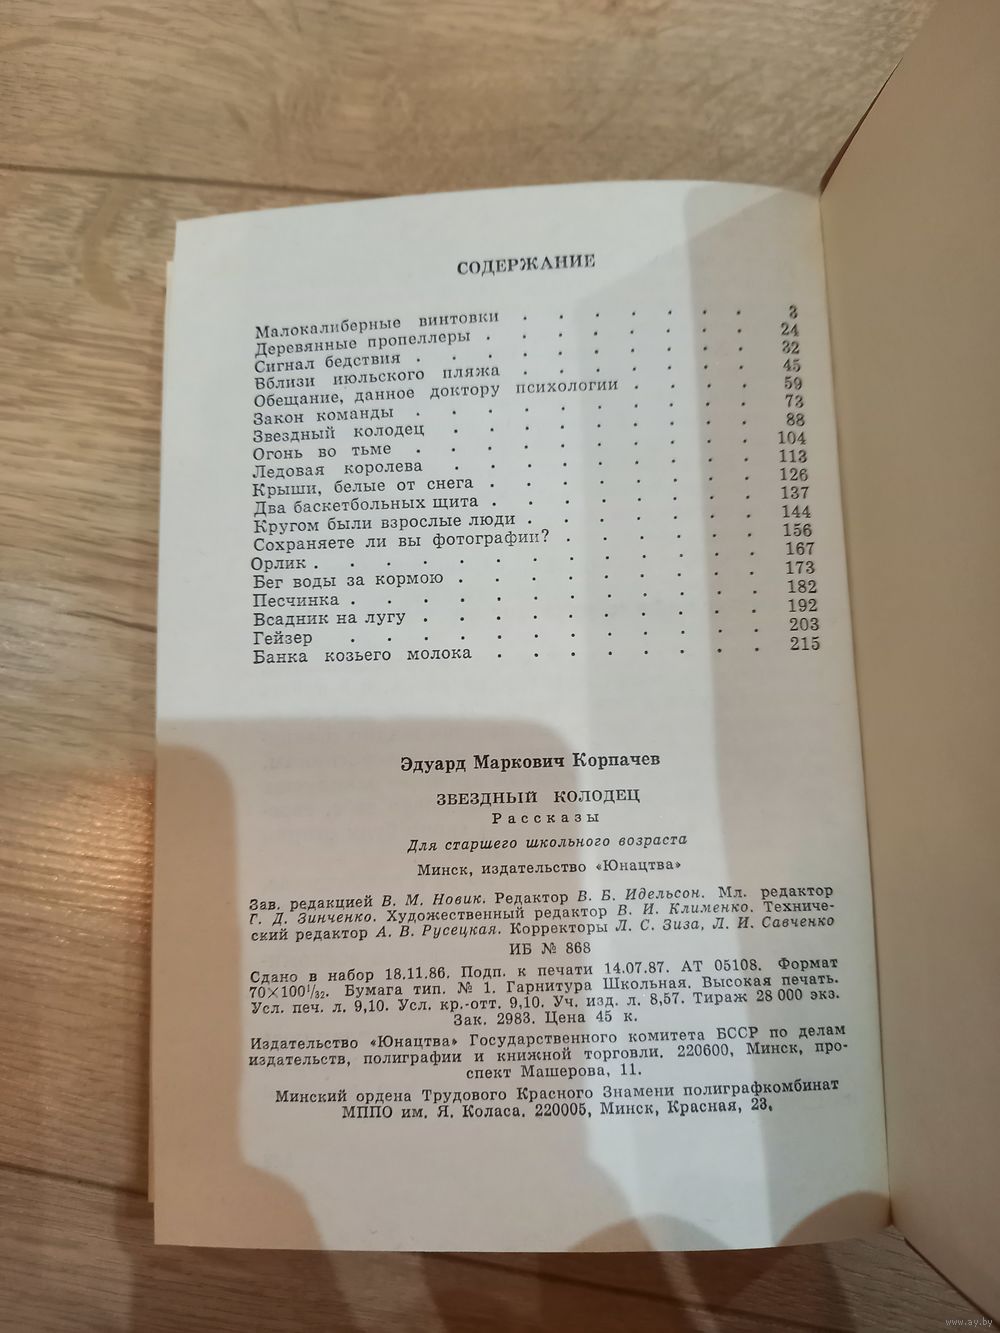 СОДЕРЖАНИЕ
Малокалиберные винтовки . . . . . . . 3
Деревянные пропеллеры . . . . . . . . 24
Сигнал бедствия . . . . . . . . . . 32
Вблизи июльского пляжа . . . . . . . 45
Обещание, данное доктору психологии . . . . 59
Закон команды . . . . . . . . . . 73
Звездный колодец . . . . . . . . . 88
Огонь во тьме . . . . . . . . . . 104
Ледовая королева . . . . . . . . . 113
Крыши, белые от снега . . . . . . . . 126
Два баскетбольных щита . . . . . . . . 137
Кругом были взрослые люди . . . . . . . 144
Сохраняете ли вы фотографии? . . . . . . 156
Орлик . . . . . . . . . . . . . 167
Бег воды за кормою . . . . . . . . . 173
Песчинка . . . . . . . . . . . . 182
Всадник на лугу . . . . . . . . . . 192
Гейзер . . . . . . . . . . . . 203
Банка козьего молока . . . . . . . . 215
Эдуард Маркович Корпачев
ЗВЕЗДНЫЙ КОЛОДЕЦ
Рассказы
Для старшего школьного возраста
Минск, издательство «Юнацтва»
Зав. редакцией В. М. Новик. Редактор В. Б. Идельсон. Мл. редактор
Г. Д. Зинченко. Художественный редактор В. И. Клименко. Техниче-
ский редактор А. В. Русецкая. Корректоры Л. С. Зиза, Л. И. Савченко
ИБ № 868
Сдано в набор 18.11.86. Подп. к печати 14.07.87. АТ 05108. Формат
70×100¹/₃₂. Бумага тип. № 1. Гарнитура Школьная. Высокая печать.
Усл. печ. л. 9,10. Усл. кр.-отт. 9,10. Уч. изд. л. 8,57. Тираж 28 000 экз.
Зак. 2983. Цена 45 к.
Издательство «Юнацтва» Государственного комитета БССР по делам
издательств, полиграфии и книжной торговли. 220600, Минск, про-
спект Машерова, 11.
Минский ордена Трудового Красного Знамени полиграфкомбинат
МППО им. Я. Коласа. 220005, Минск, Красная, 23.
www.ay.by